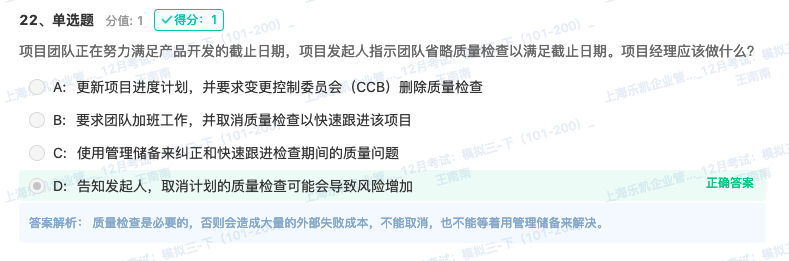 22、单选题 分值: 1 得分: 1
项目团队正在努力满足产品开发的截止日期，项目发起人指示团队省略质量检查以满足截止日期。项目经理应该做什么？
A: 更新项目进度计划，并要求变更控制委员会（CCB）删除质量检查
B: 要求团队加班工作，并取消质量检查以快速跟进该项目
C: 使用管理储备来纠正和快速跟进检查期间的质量问题
D: 告知发起人，取消计划的质量检查可能会导致风险增加 正确答案
答案解析: 质量检查是必要的，否则会造成大量的外部失败成本，不能取消，也不能等着用管理储备来解决。
上海乐凯企业管..._12月考试：模拟三-下（101-200）_
王南南